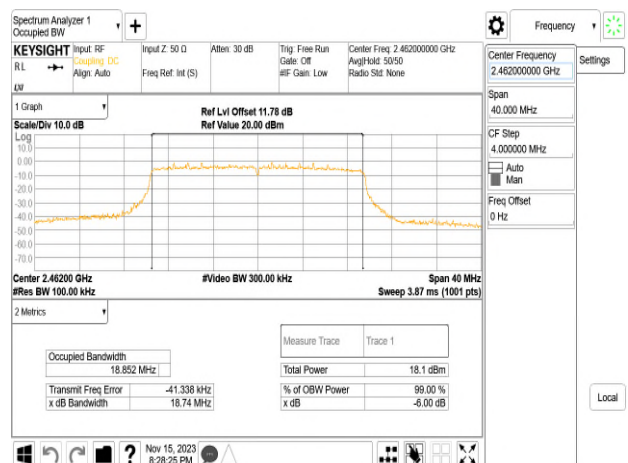 Spectrum Analyzer 1
Occupied BW
+
Frequency
KEYSIGHT
Input: RF
Input Z: 50 Ω
Atten: 30 dB
Trig: Free Run
Center Freq: 2.462000000 GHz
RL
Coupling: DC
Gate: Off
Avg|Hold: 50/50
Align: Auto
Freq Ref: Int (S)
#IF Gain: Low
Radio Std: None
Center Frequency
2.462000000 GHz
Settings
Span
40.000 MHz
CF Step
4.000000 MHz
Auto
Man
Freq Offset
0 Hz
Local
1 Graph
Ref Lvl Offset 11.78 dB
Scale/Div 10.0 dB
Ref Value 20.00 dBm
Log
10.0
0.00
-10.0
-20.0
-30.0
-40.0
-50.0
-60.0
-70.0
Center 2.46200 GHz
#Video BW 300.00 kHz
Span 40 MHz
#Res BW 100.00 kHz
Sweep 3.87 ms (1001 pts)
2 Metrics
Measure Trace
Trace 1
Occupied Bandwidth
18.852 MHz
Total Power
18.1 dBm
Transmit Freq Error
-41.338 kHz
% of OBW Power
99.00 %
x dB Bandwidth
18.74 MHz
x dB
-6.00 dB
?
Nov 15, 2023
8:28:25 PM